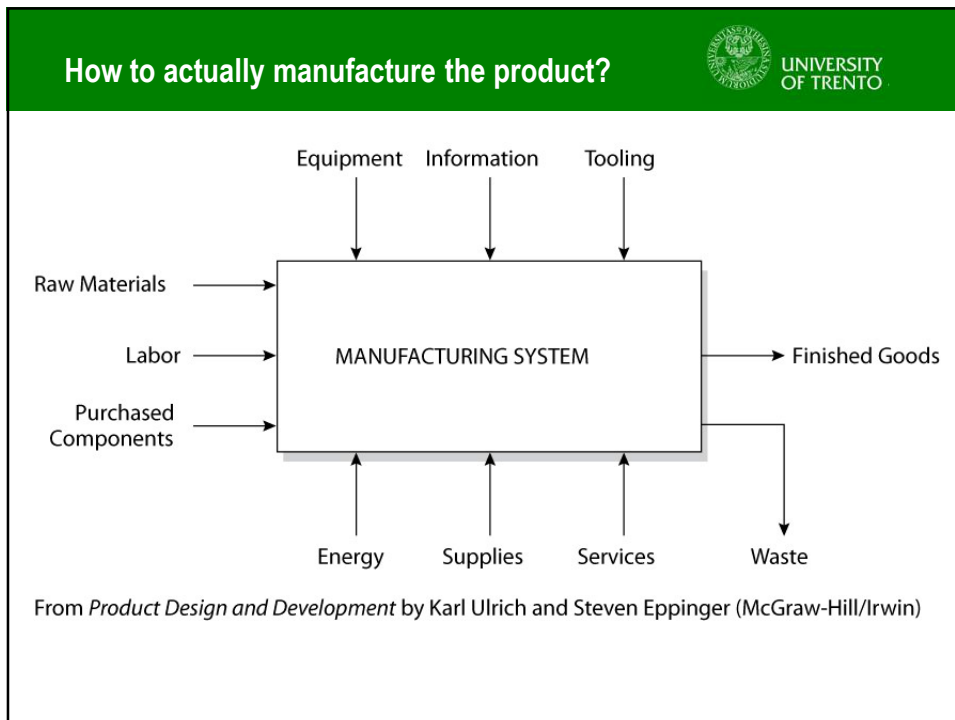 How to actually manufacture the product?
UNIVERSITY
OF TRENTO
Equipment Information Tooling
Raw Materials
Labor
MANUFACTURING SYSTEM
Finished Goods
Purchased
Components
Energy Supplies Services Waste
From Product Design and Development by Karl Ulrich and Steven Eppinger (McGraw-Hill/Irwin)